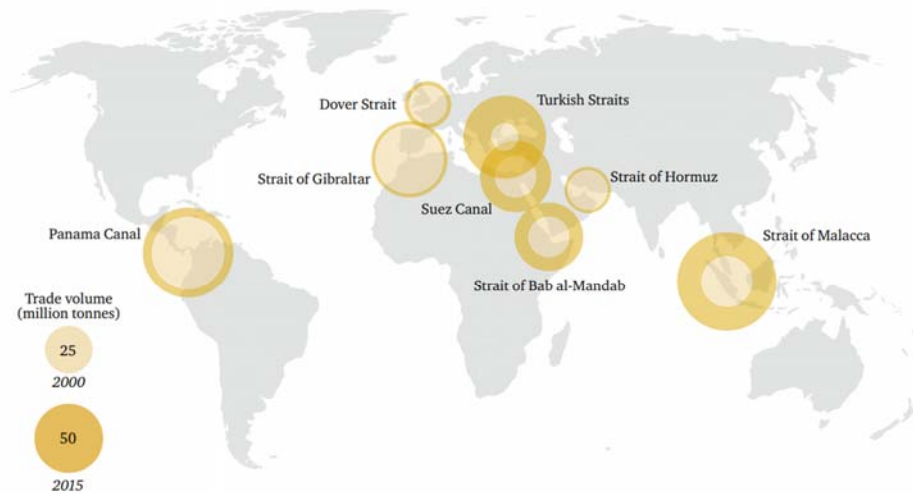 Dover Strait
Turkish Straits
Strait of Gibraltar
Strait of Hormuz
Suez Canal
Panama Canal
Strait of Malacca
Strait of Bab al-Mandab
Trade volume
(million tonnes)
25
2000
50
2015